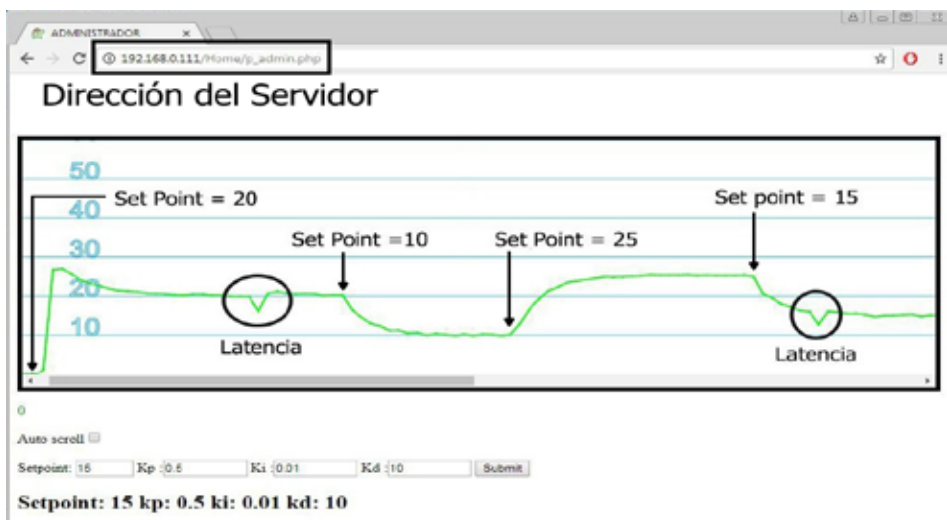 ADMINISTRADOR
192.168.0.111/Home/p_admin.php
Dirección del Servidor
50
Set Point = 20
Set point = 15
40
Set Point =10
Set Point = 25
30
20
10
Latencia
Latencia
0
Auto scroll
Setpoint: 15 Kp :0.5 Ki :0.01 Kd :10 Submit
Setpoint: 15 kp: 0.5 ki: 0.01 kd: 10